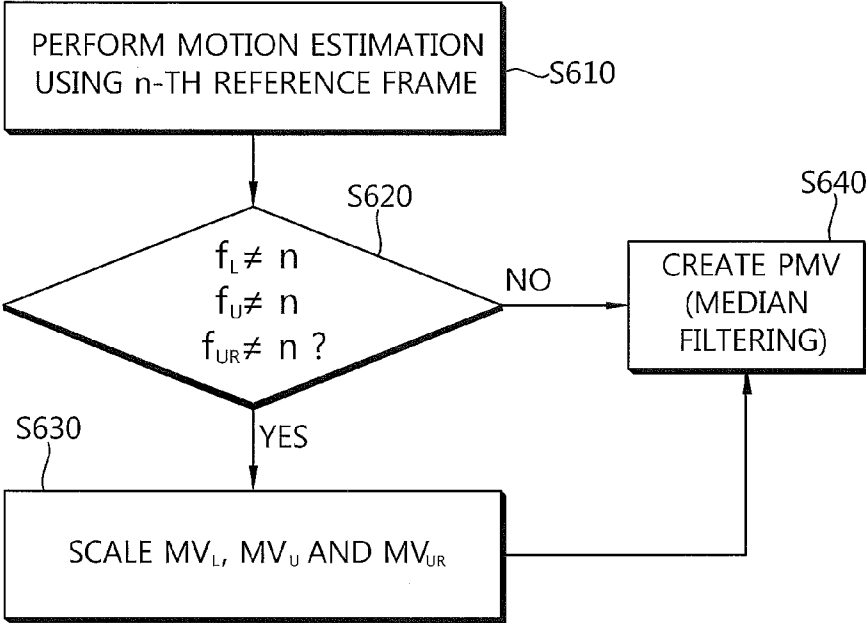 PERFORM MOTION ESTIMATION
USING n-TH REFERENCE FRAME
S610
S620
fL≠ n
fU≠ n
fUR≠ n ?
NO
S640
CREATE PMV
(MEDIAN
FILTERING)
YES
S630
SCALE MVL, MVU AND MVUR